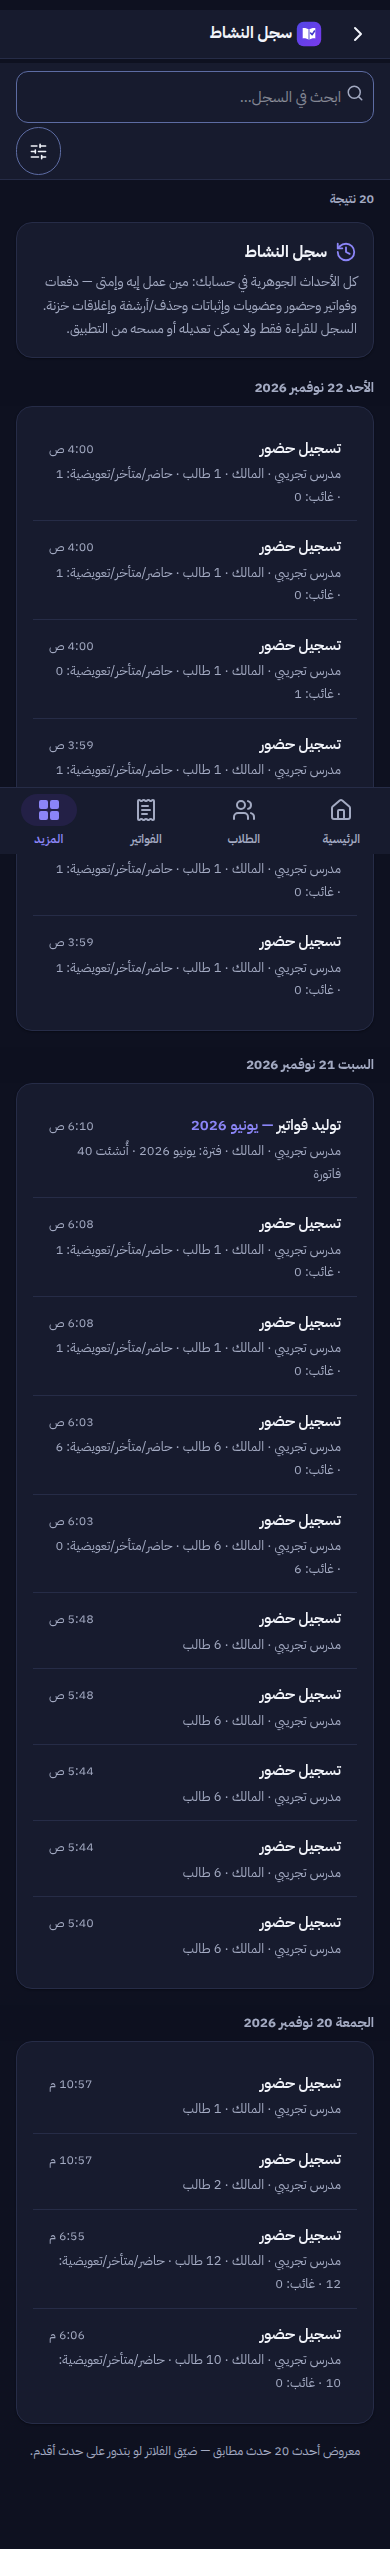 سجل النشاط
ابحث في السجل...
20 نتيجة
سجل النشاط
كل الأحداث الجوهرية في حسابك: مين عمل إيه وإمتى — دفعات
وفواتير وحضور وعضويات وإثباتات وحذف/أرشفة وإغلاقات خزنة.
السجل للقراءة فقط ولا يمكن تعديله أو مسحه من التطبيق.
الأحد 22 نوفمبر 2026
تسجيل حضور 4:00 ص
مدرس تجريبي · المالك · 1 طالب · حاضر/متأخر/تعويضية: 1
· غائب: 0
تسجيل حضور 4:00 ص
مدرس تجريبي · المالك · 1 طالب · حاضر/متأخر/تعويضية: 1
· غائب: 0
تسجيل حضور 4:00 ص
مدرس تجريبي · المالك · 1 طالب · حاضر/متأخر/تعويضية: 0
· غائب: 1
تسجيل حضور 3:59 ص
مدرس تجريبي · المالك · 1 طالب · حاضر/متأخر/تعويضية: 1
الرئيسية الطلاب الفواتير المزيد
مدرس تجريبي · المالك · 1 طالب · حاضر/متأخر/تعويضية: 1
· غائب: 0
تسجيل حضور 3:59 ص
مدرس تجريبي · المالك · 1 طالب · حاضر/متأخر/تعويضية: 1
· غائب: 0
السبت 21 نوفمبر 2026
توليد فواتير — يونيو 2026 6:10 ص
مدرس تجريبي · المالك · فترة: يونيو 2026 · أُنشئت 40
فاتورة
تسجيل حضور 6:08 ص
مدرس تجريبي · المالك · 1 طالب · حاضر/متأخر/تعويضية: 1
· غائب: 0
تسجيل حضور 6:08 ص
مدرس تجريبي · المالك · 1 طالب · حاضر/متأخر/تعويضية: 1
· غائب: 0
تسجيل حضور 6:03 ص
مدرس تجريبي · المالك · 6 طالب · حاضر/متأخر/تعويضية: 6
· غائب: 0
تسجيل حضور 6:03 ص
مدرس تجريبي · المالك · 6 طالب · حاضر/متأخر/تعويضية: 0
· غائب: 6
تسجيل حضور 5:48 ص
مدرس تجريبي · المالك · 6 طالب
تسجيل حضور 5:48 ص
مدرس تجريبي · المالك · 6 طالب
تسجيل حضور 5:44 ص
مدرس تجريبي · المالك · 6 طالب
تسجيل حضور 5:44 ص
مدرس تجريبي · المالك · 6 طالب
تسجيل حضور 5:40 ص
مدرس تجريبي · المالك · 6 طالب
الجمعة 20 نوفمبر 2026
تسجيل حضور 10:57 م
مدرس تجريبي · المالك · 1 طالب
تسجيل حضور 10:57 م
مدرس تجريبي · المالك · 2 طالب
تسجيل حضور 6:55 م
مدرس تجريبي · المالك · 12 طالب · حاضر/متأخر/تعويضية:
12 · غائب: 0
تسجيل حضور 6:06 م
مدرس تجريبي · المالك · 10 طالب · حاضر/متأخر/تعويضية:
10 · غائب: 0
معروض أحدث 20 حدث مطابق — ضيّق الفلاتر لو بتدور على حدث أقدم.